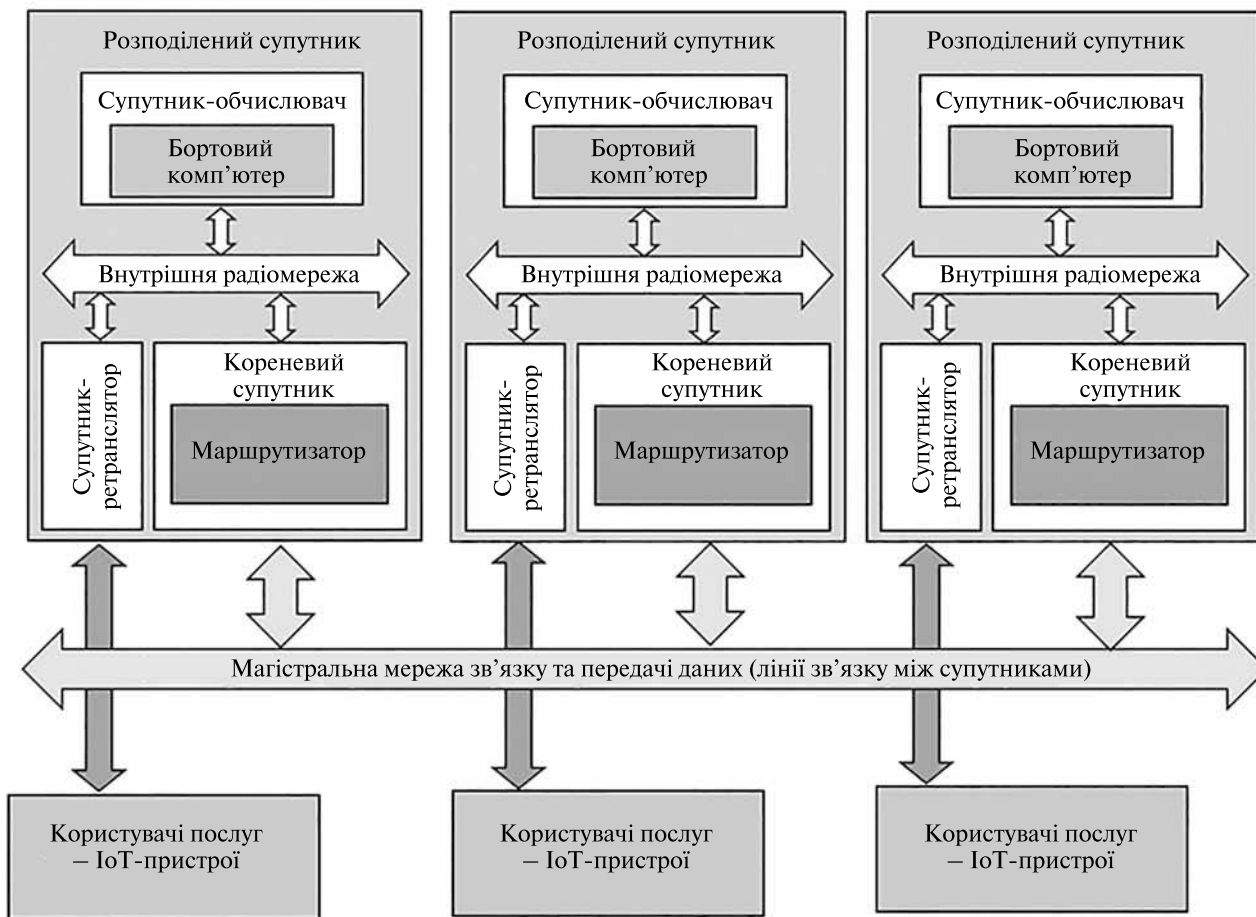 Розподілений супутник
Супутник-обчислювач
Бортовий
комп’ютер
Внутрішня радіомережа
Супутник-
ретранслятор
Кореневий
супутник
Маршрутизатор
Розподілений супутник
Супутник-обчислювач
Бортовий
комп’ютер
Внутрішня радіомережа
Супутник-
ретранслятор
Кореневий
супутник
Маршрутизатор
Розподілений супутник
Супутник-обчислювач
Бортовий
комп’ютер
Внутрішня радіомережа
Супутник-
ретранслятор
Кореневий
супутник
Маршрутизатор
Магістральна мережа зв’язку та передачі даних (лінії зв’язку між супутниками)
Користувачі послуг
– IoT-пристрої
Користувачі послуг
– IoT-пристрої
Користувачі послуг
– IoT-пристрої